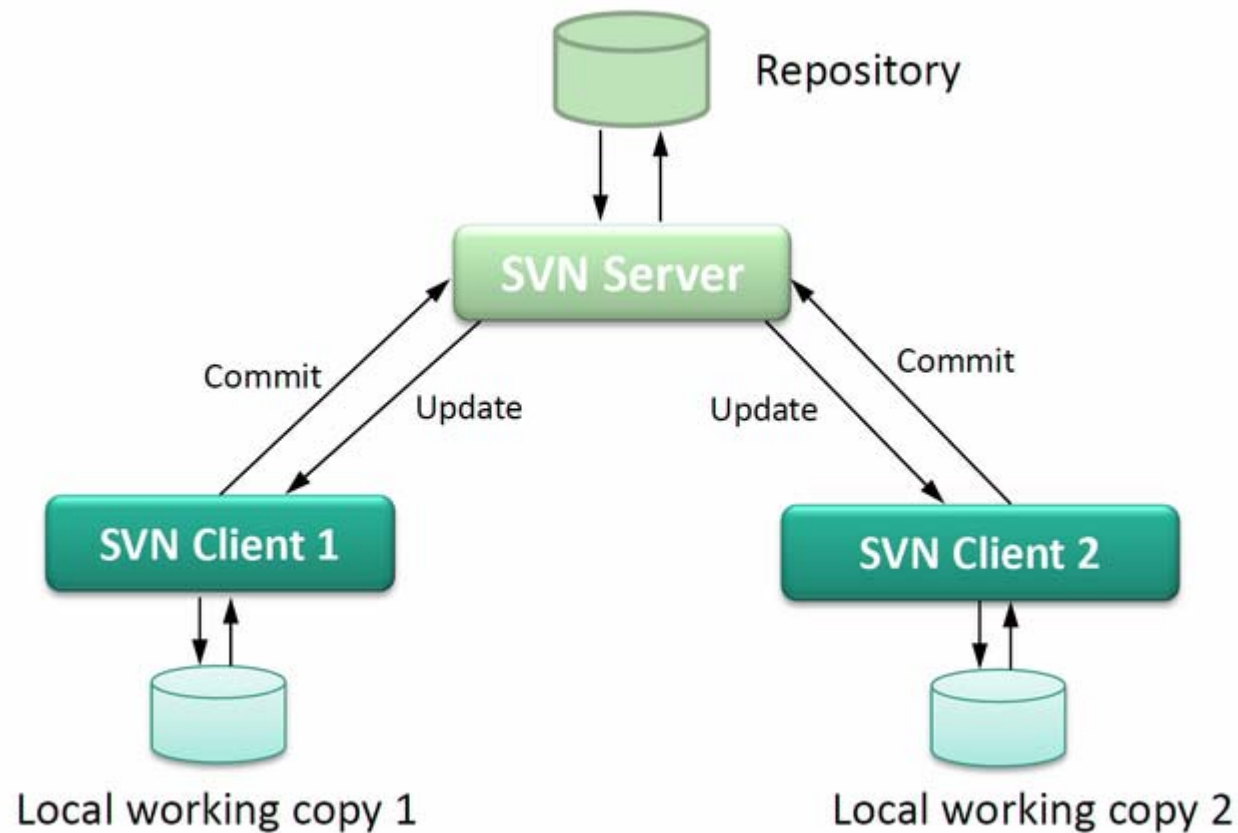 Repository
SVN Server
Commit
Update
Update
Commit
SVN Client 1
SVN Client 2
Local working copy 1
Local working copy 2